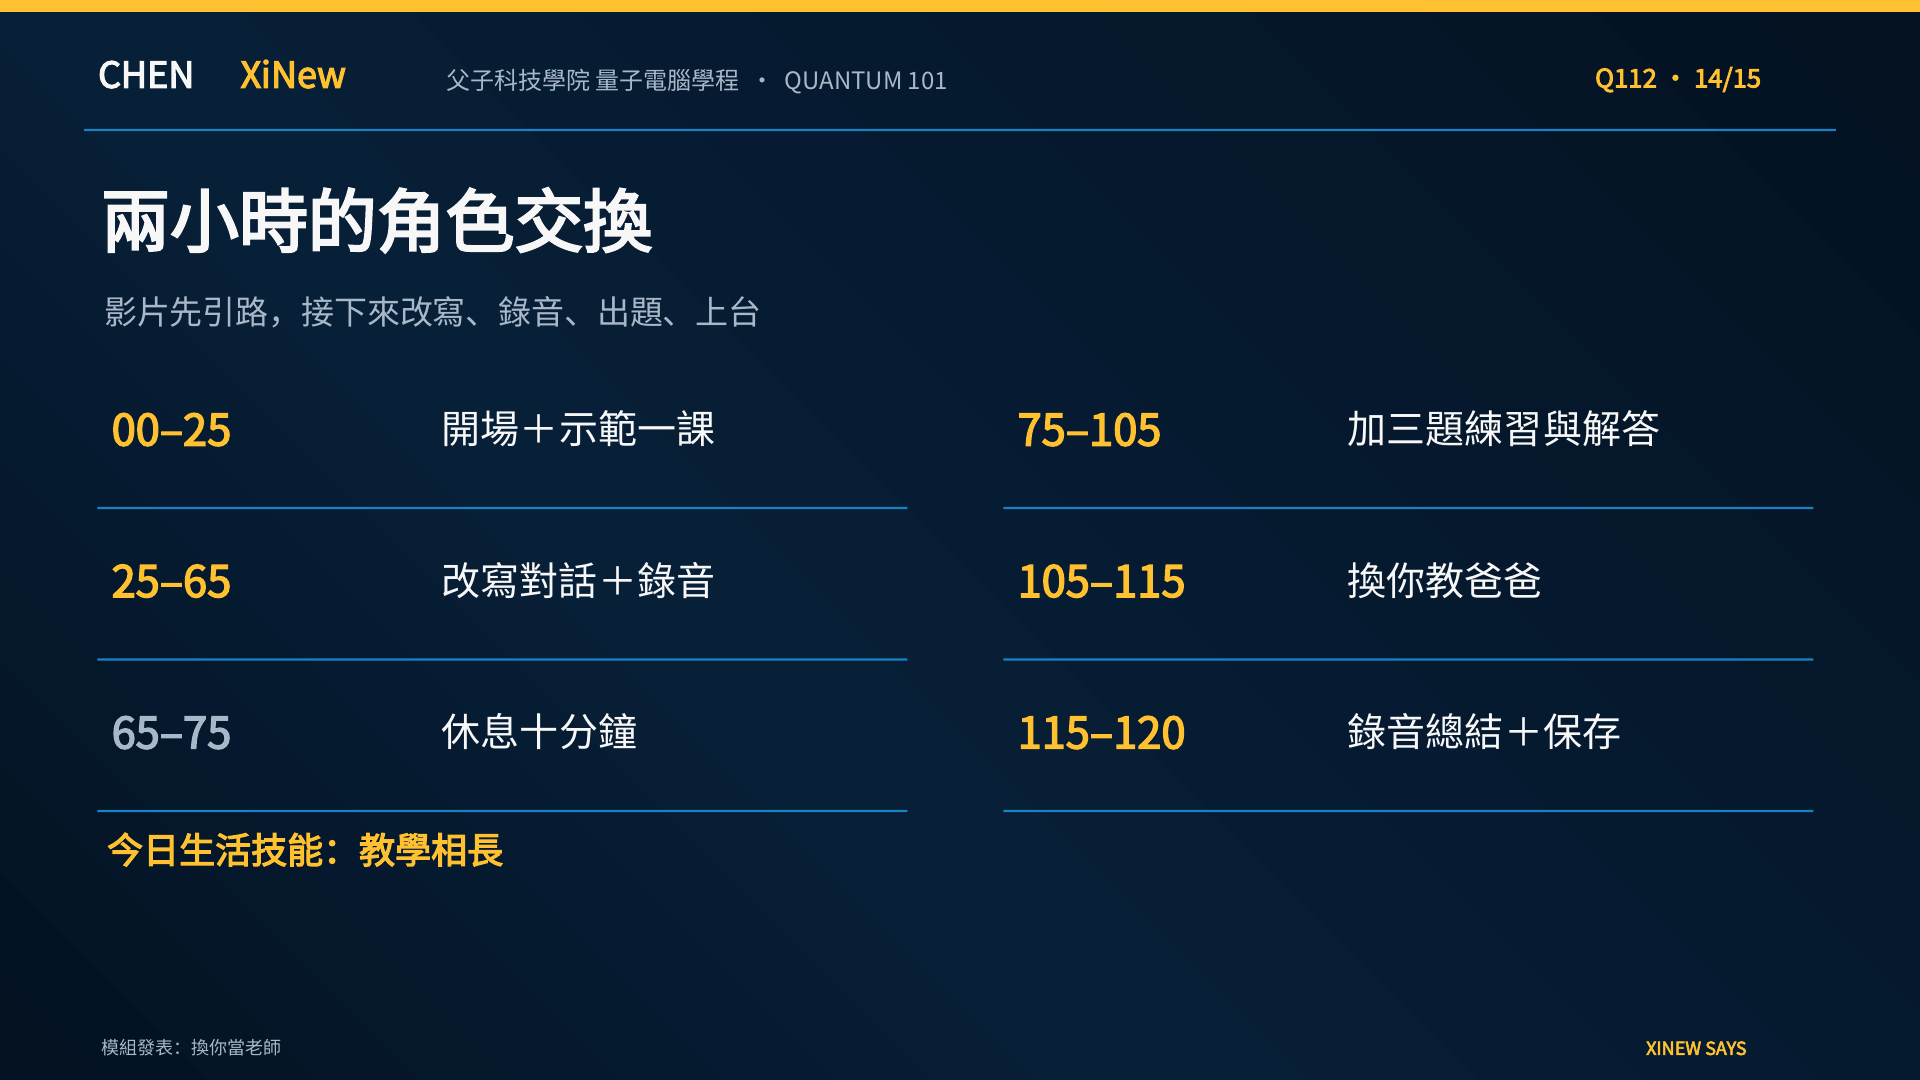 CHEN XiNew 父子科技學院 量子電腦學程 • QUANTUM 101 Q112 • 14/15
兩小時的角色交換
影片先引路，接下來改寫、錄音、出題、上台
00–25 開場＋示範一課
25–65 改寫對話＋錄音
65–75 休息十分鐘
75–105 加三題練習與解答
105–115 換你教爸爸
115–120 錄音總結＋保存
今日生活技能：教學相長
模組發表：換你當老師 XINEW SAYS